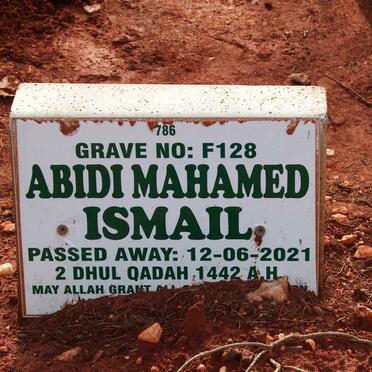 786
GRAVE NO: F128
ABIDI MAHAMED
ISMAIL
PASSED AWAY: 12-06-2021
2 DHUL QADAH 1442 A.H
MAY ALLAH GRANT